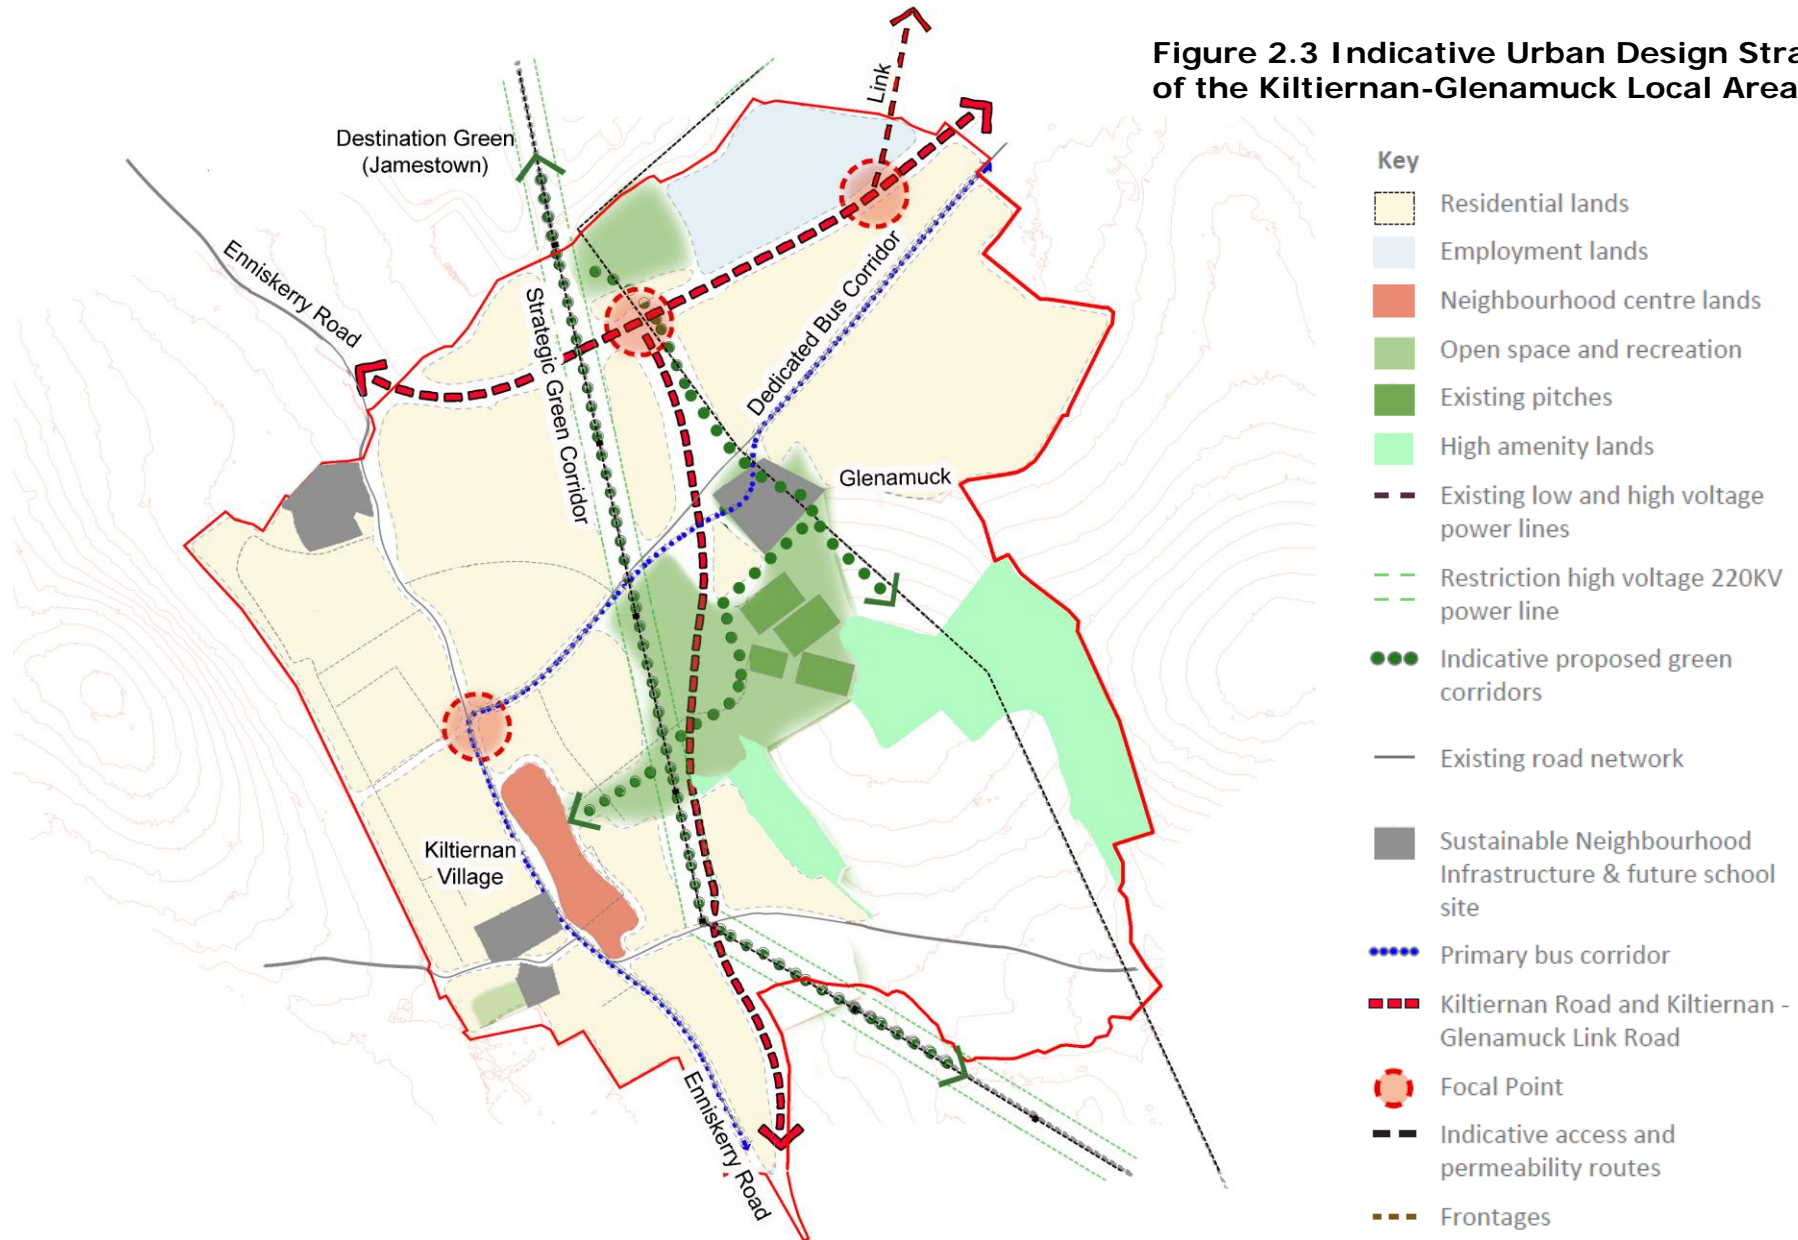 Figure 2.3 Indicative Urban Design Stra
of the Kiltiernan-Glenamuck Local Area
Link
Destination Green
(Jamestown)
Enniskerry Road
Strategic Green Corridor
Dedicated Bus Corridor
Glenamuck
Kiltiernan
Village
Enniskerry Road
Key
Residential lands
Employment lands
Neighbourhood centre lands
Open space and recreation
Existing pitches
High amenity lands
Existing low and high voltage
power lines
Restriction high voltage 220KV
power line
Indicative proposed green
corridors
Existing road network
Sustainable Neighbourhood
Infrastructure & future school
site
Primary bus corridor
Kiltiernan Road and Kiltiernan -
Glenamuck Link Road
Focal Point
Indicative access and
permeability routes
Frontages